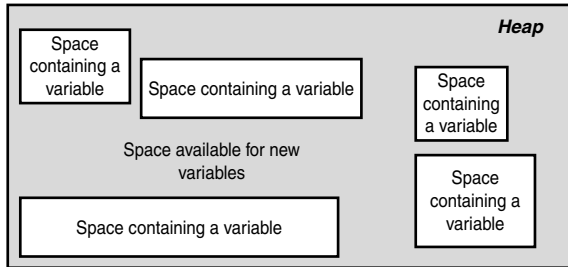 Heap
Space
containing a
variable
Space containing a variable
Space
containing
a variable
Space available for new
variables
Space
containing a
variable
Space containing a variable